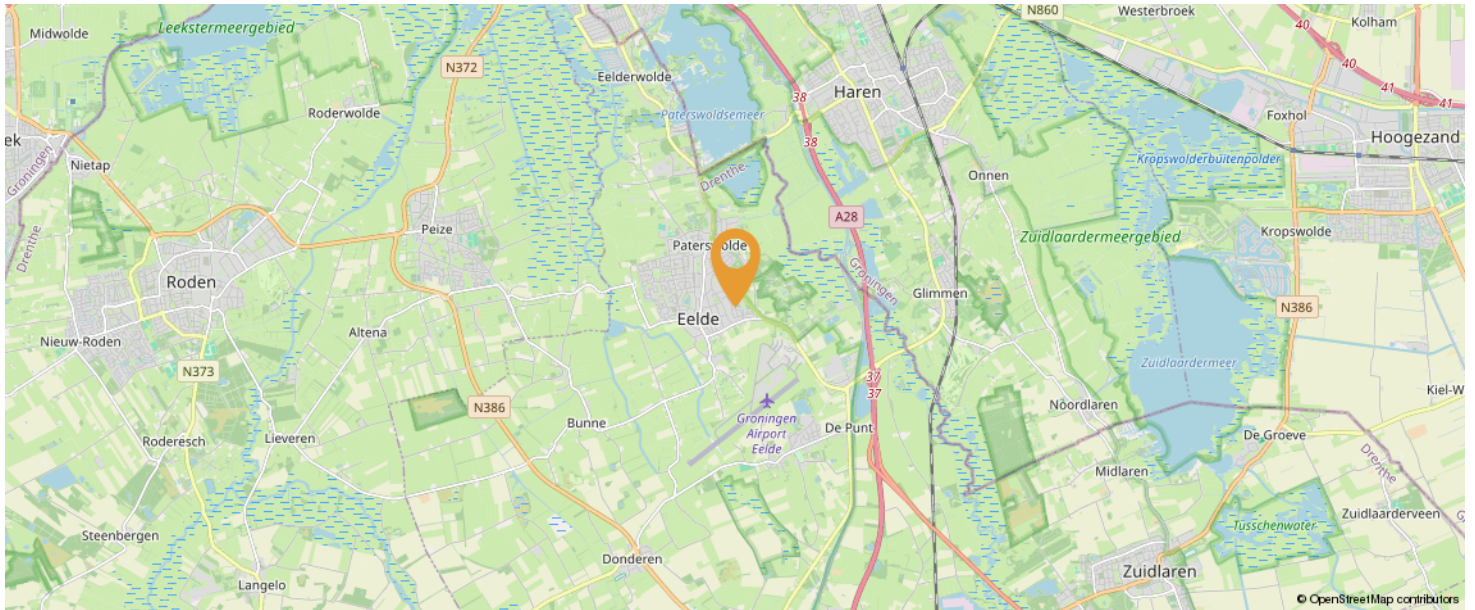 N860
Westerbroek
Midwolde
Leekstermeergebied
40
Kolham
N372
Eelderwolde
40
41
41
38
Haren
Roderwolde
Paterswoldsemeer
Foxhol
Hoogezand
ek
38
Groningen
Nietap
Drenthe
Onnen
Kropswolderbuitenpolder
A28
Peize
Paterswolde
Zuidlaardermeergebied
Kropswolde
Drenthe
Roden
Groningen
Glimmen
N386
Eelde
Altena
Nieuw-Roden
Zuidlaardermeer
N373
37
37
Kiel-W
N386
Groningen
Airport
Eelde
Noordlaren
Bunne
De Punt
Roderesch
Lieveren
De Groeve
Midlaren
Drenthe
Zuidlaarderveen
G
Tusschenwater
Steenbergen
Donderen
Zuidlaren
Langelo
© OpenStreetMap contributors